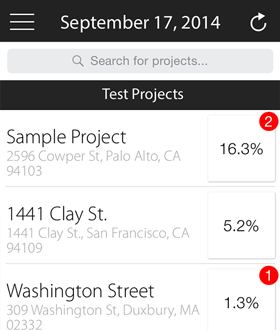 September 17, 2014
Search for projects...
Test Projects
2
Sample Project
16.3%
2596 Cowper St, Palo Alto, CA
94103
1441 Clay St.
5.2%
1441 Clay St., San Francisco, CA
94109
1
Washington Street
1.3%
309 Washington St, Duxbury, MA
02332